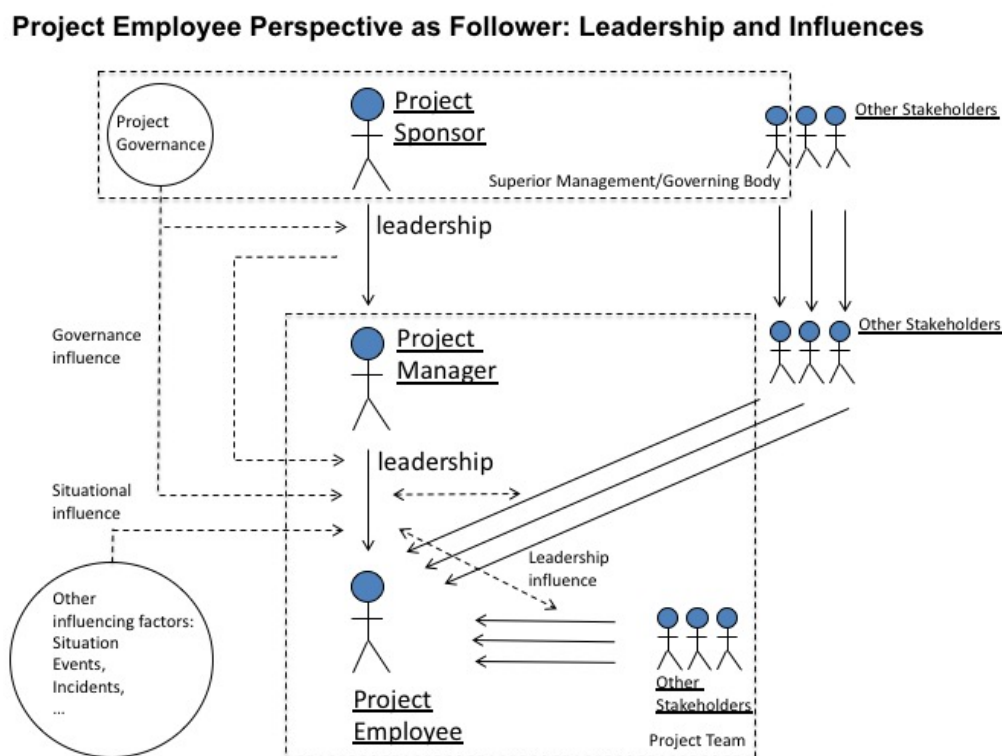 Project Employee Perspective as Follower: Leadership and Influences
Project
Governance
Project
Sponsor
Other Stakeholders
Superior Management/Governing Body
leadership
Other Stakeholders
Project
Manager
Governance
influence
leadership
Situational
influence
Leadership
influence
Other
influencing factors:
Situation
Events,
Incidents,
...
Project
Employee
Other
Stakeholders
Project Team